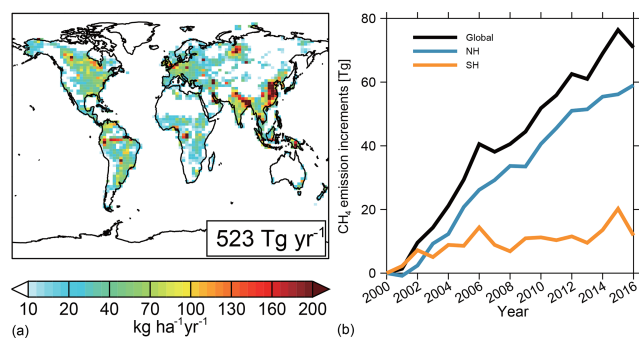 523 Tg yr-1
10 20 40 70 100 130 160 200
kg ha-1yr-1
(a)
Global
NH
SH
CH4 emission increments [Tg]
80
60
40
20
0
2000 2002 2004 2006 2008 2010 2012 2014 2016
Year
(b)